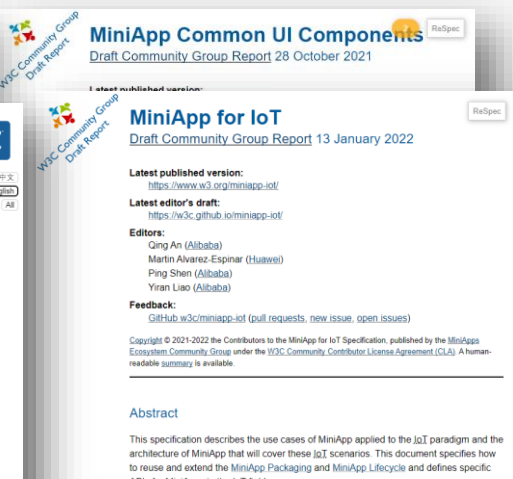 W3C Community Group
Draft Report
MiniApp Common UI Components
ReSpec
Draft Community Group Report 28 October 2021
Latest published version:
W3C Community Group
Draft Report
MiniApp for IoT
ReSpec
Draft Community Group Report 13 January 2022
Latest published version:
https://www.w3.org/miniapp-iot/
Latest editor's draft:
https://w3c.github.io/miniapp-iot/
Editors:
Qing An (Alibaba)
Martin Alvarez-Espinar (Huawei)
Ping Shen (Alibaba)
Yiran Liao (Alibaba)
Feedback:
GitHub w3c/miniapp-iot (pull requests, new issue, open issues)
Copyright © 2021-2022 the Contributors to the MiniApp for IoT Specification, published by the MiniApps
Ecosystem Community Group under the W3C Community Contributor License Agreement (CLA). A human-
readable summary is available.
Abstract
This specification describes the use cases of MiniApp applied to the IoT paradigm and the
architecture of MiniApp that will cover these IoT scenarios. This document specifies how
to reuse and extend the MiniApp Packaging and MiniApp Lifecycle and defines specific
中文
glish
All